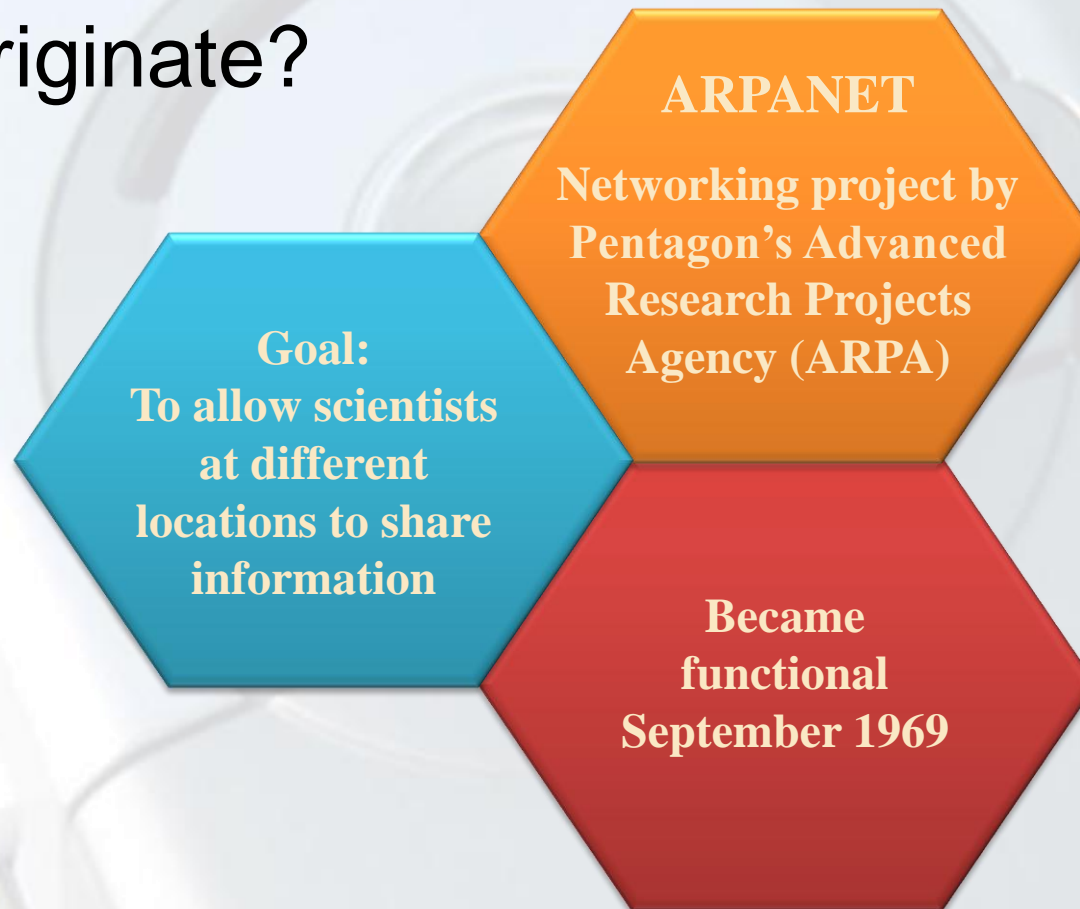 riginate?
ARPANET
Networking project by
Pentagon’s Advanced
Research Projects
Agency (ARPA)
Goal:
To allow scientists
at different
locations to share
information
Became
functional
September 1969